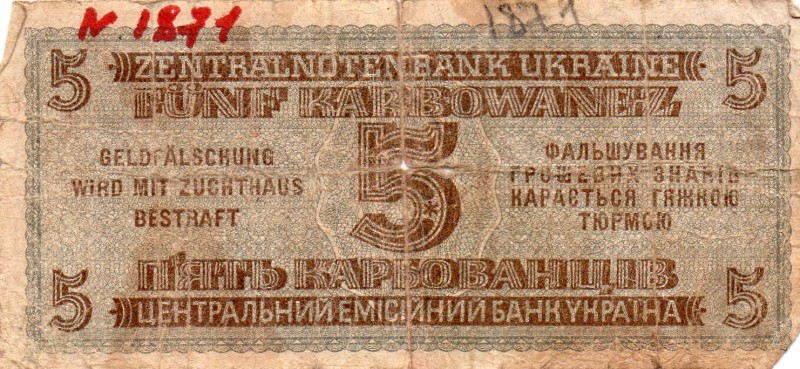 N. 1871
1871
5 ZENTRALNOTENBANK UKRAINE 5
FÜNF KARBOWANEZ
GELDFÄLSCHUNG
WIRD MIT ZUCHTHAUS
BESTRAFT
5
ФАЛЬШУВАННЯ
ГРОШЕВИХ ЗНАКІВ
КАРАЄТЬСЯ ТЯЖКОЮ
ТЮРМОЮ
П'ЯТЬ КАРБОВАНЦІВ
5 ЦЕНТРАЛЬНИЙ ЕМІСІЙНИЙ БАНК УКРАЇНА 5